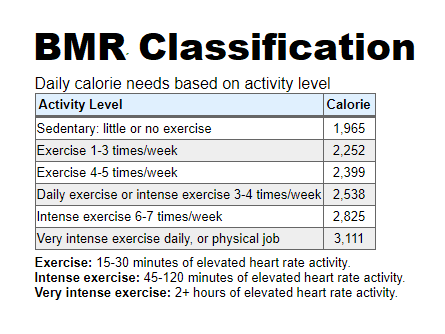 BMR Classification
Daily calorie needs based on activity level
Activity Level Calorie
Sedentary: little or no exercise 1,965
Exercise 1-3 times/week 2,252
Exercise 4-5 times/week 2,399
Daily exercise or intense exercise 3-4 times/week 2,538
Intense exercise 6-7 times/week 2,825
Very intense exercise daily, or physical job 3,111
Exercise: 15-30 minutes of elevated heart rate activity.
Intense exercise: 45-120 minutes of elevated heart rate activity.
Very intense exercise: 2+ hours of elevated heart rate activity.